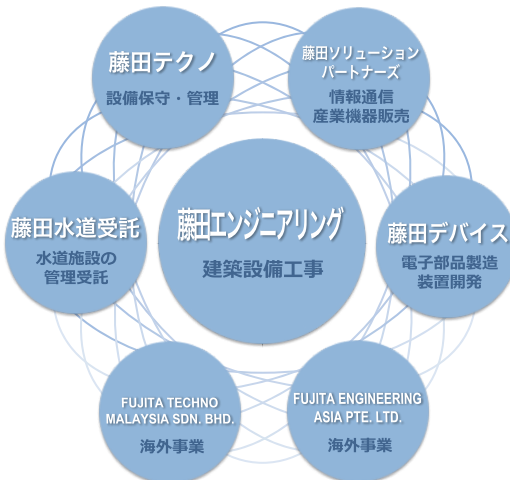 藤田テクノ
設備保守・管理
藤田ソリューション
パートナーズ
情報通信
産業機器販売
藤田水道受託
水道施設の
管理受託
藤田エンジニアリング
建築設備工事
藤田デバイス
電子部品製造
装置開発
FUJITA TECHNO
MALAYSIA SDN. BHD.
海外事業
FUJITA ENGINEERING
ASIA PTE. LTD.
海外事業